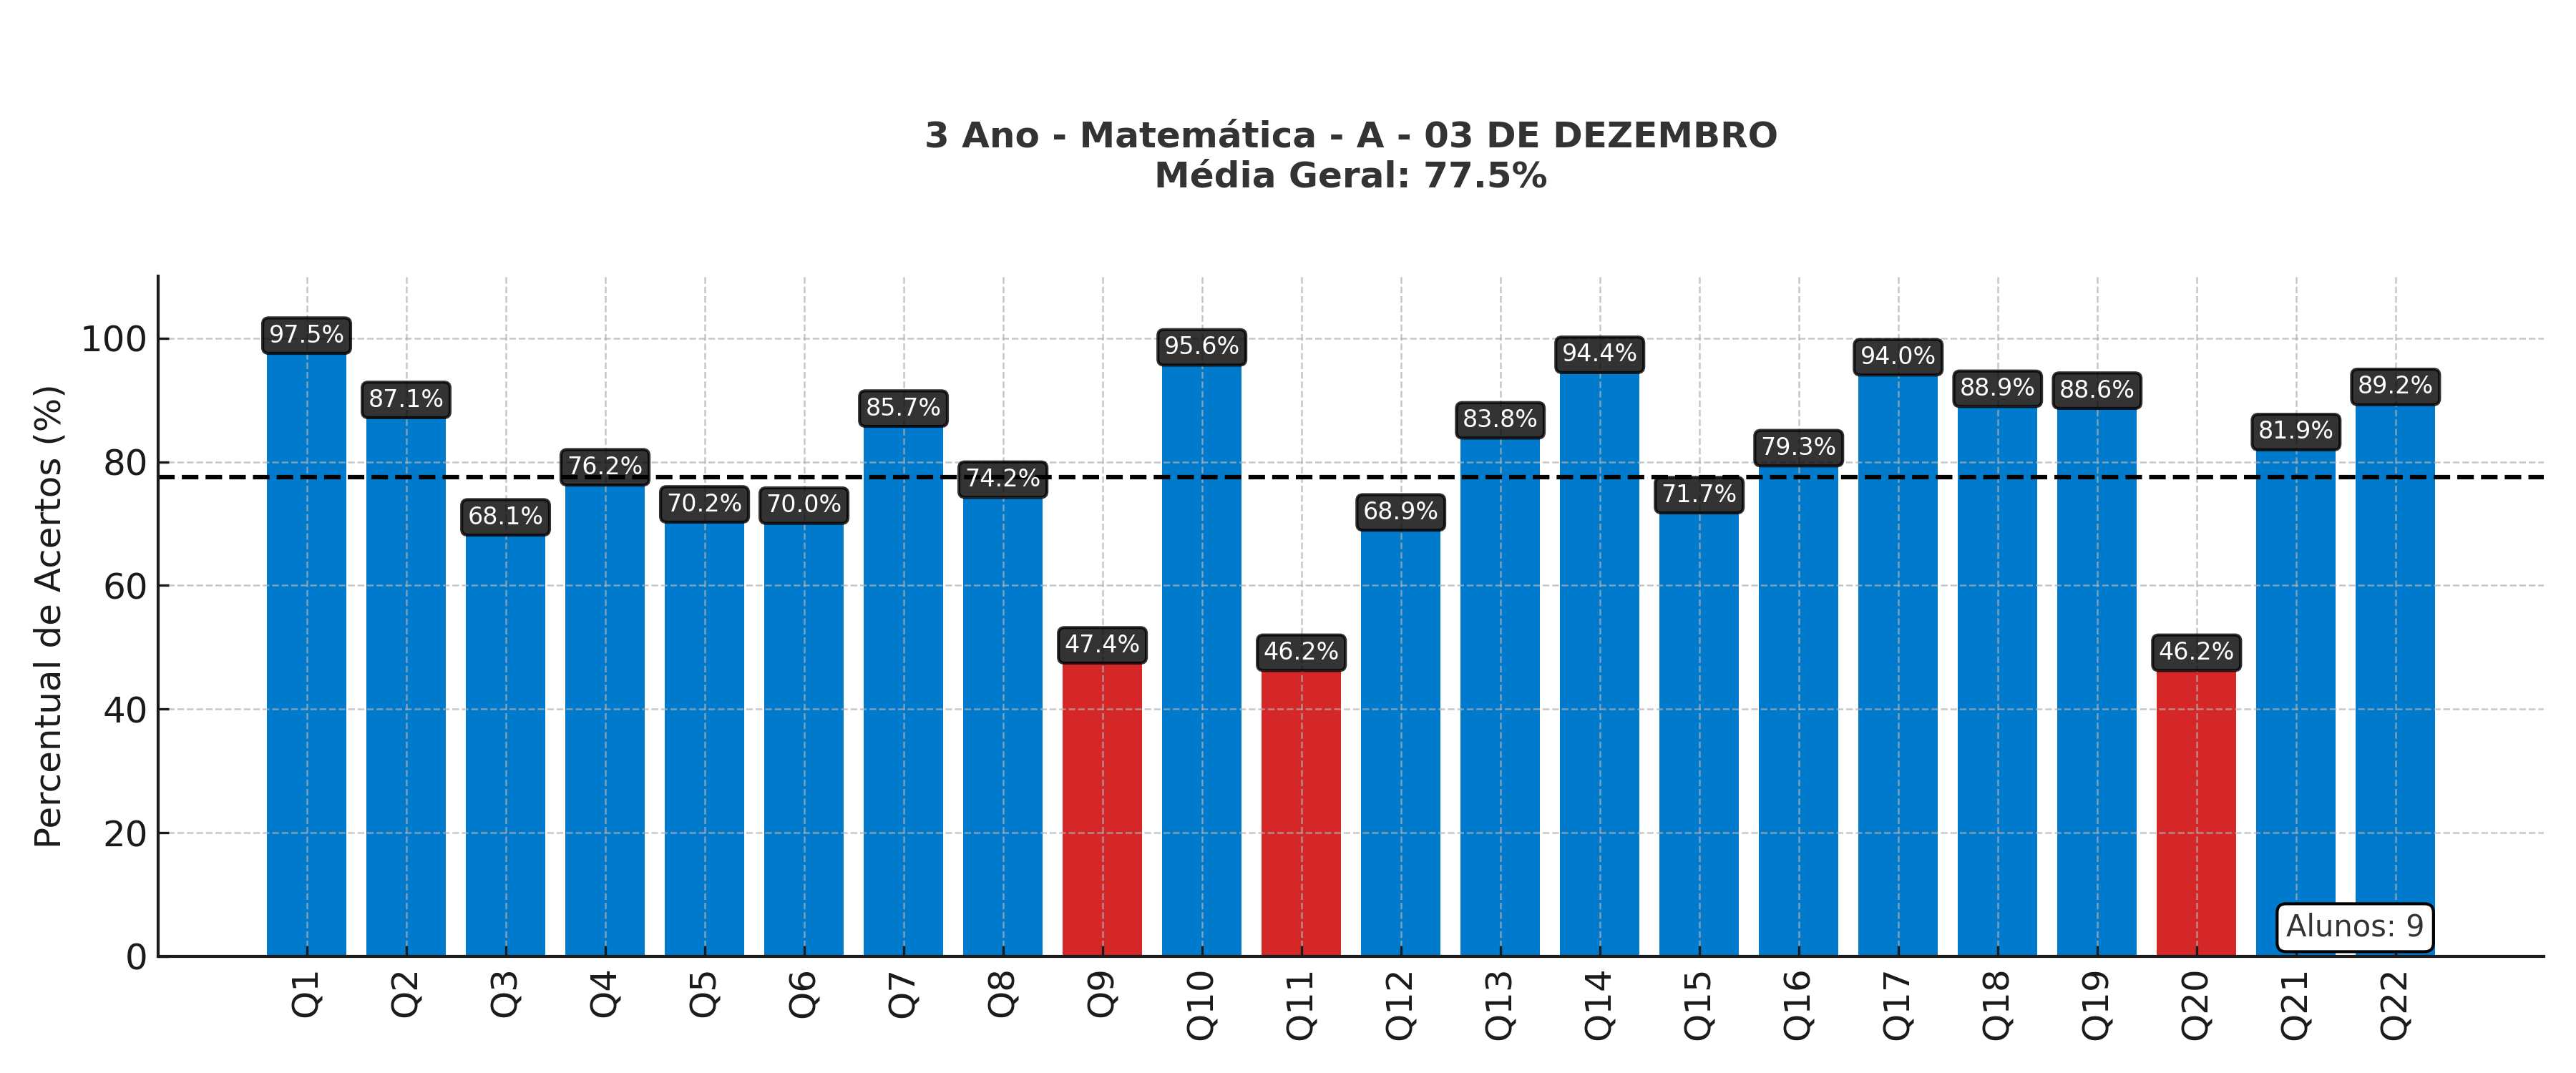 3 Ano - Matemática - A - 03 DE DEZEMBRO
Média Geral: 77.5%
Percentual de Acertos (%)
100
80
60
40
20
0
97.5%
87.1%
68.1%
76.2%
70.2%
70.0%
85.7%
74.2%
47.4%
95.6%
46.2%
68.9%
83.8%
94.4%
71.7%
79.3%
94.0%
88.9%
88.6%
46.2%
81.9%
89.2%
Alunos: 9
Q1
Q2
Q3
Q4
Q5
Q6
Q7
Q8
Q9
Q10
Q11
Q12
Q13
Q14
Q15
Q16
Q17
Q18
Q19
Q20
Q21
Q22